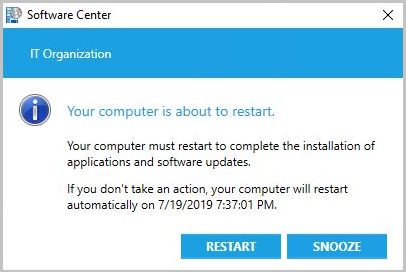 Software Center
IT Organization
Your computer is about to restart.
Your computer must restart to complete the installation of
applications and software updates.
If you don't take an action, your computer will restart
automatically on 7/19/2019 7:37:01 PM.
RESTART SNOOZE